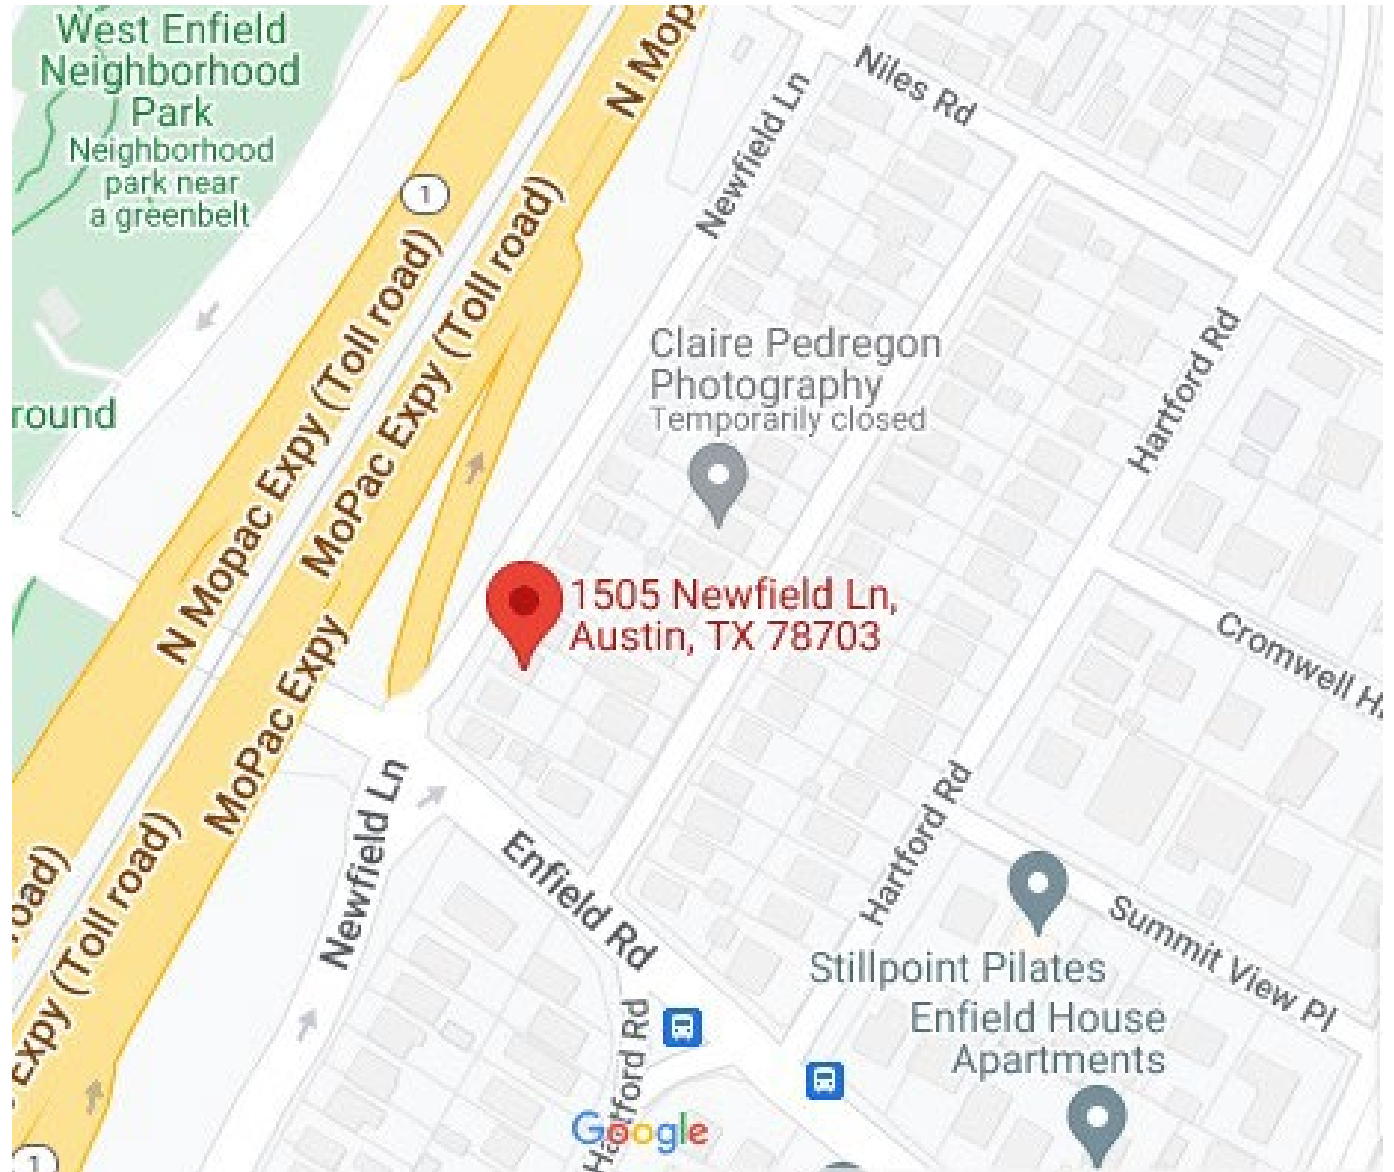 West Enfield
Neighborhood
Park
Neighborhood
park near
a greenbelt
N Mop
Niles Rd
Newfield Ln
1
N Mopac Expy (Toll road)
MoPac Expy (Toll road)
Claire Pedregon
Photography
Temporarily closed
Hartford Rd
round
1505 Newfield Ln,
Austin, TX 78703
Cromwell H
MoPac Expy
Newfield Ln
Enfield Rd
Hartford Rd
oad)
Expy (Toll road)
Summit View Pl
Stillpoint Pilates
Enfield House
Apartments
Hartford Rd
Google
1